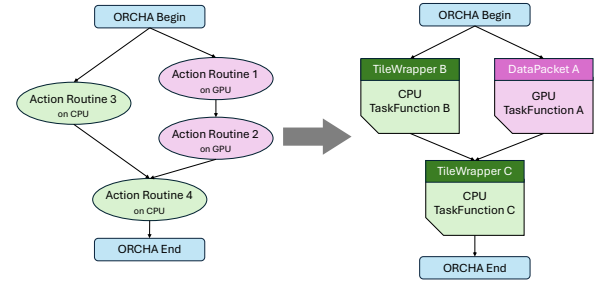 ORCHA Begin
Action Routine 1
on GPU
Action Routine 3
on CPU
Action Routine 2
on GPU
Action Routine 4
on CPU
ORCHA End
ORCHA Begin
TileWrapper B
CPU
TaskFunction B
DataPacket A
GPU
TaskFunction A
TileWrapper C
CPU
TaskFunction C
ORCHA End